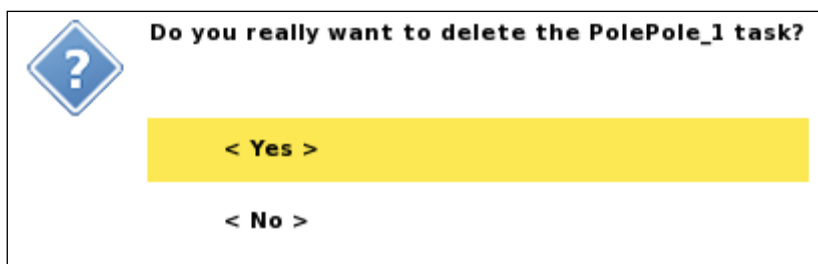 Do you really want to delete the PolePole_1 task?
?
< Yes >
< No >